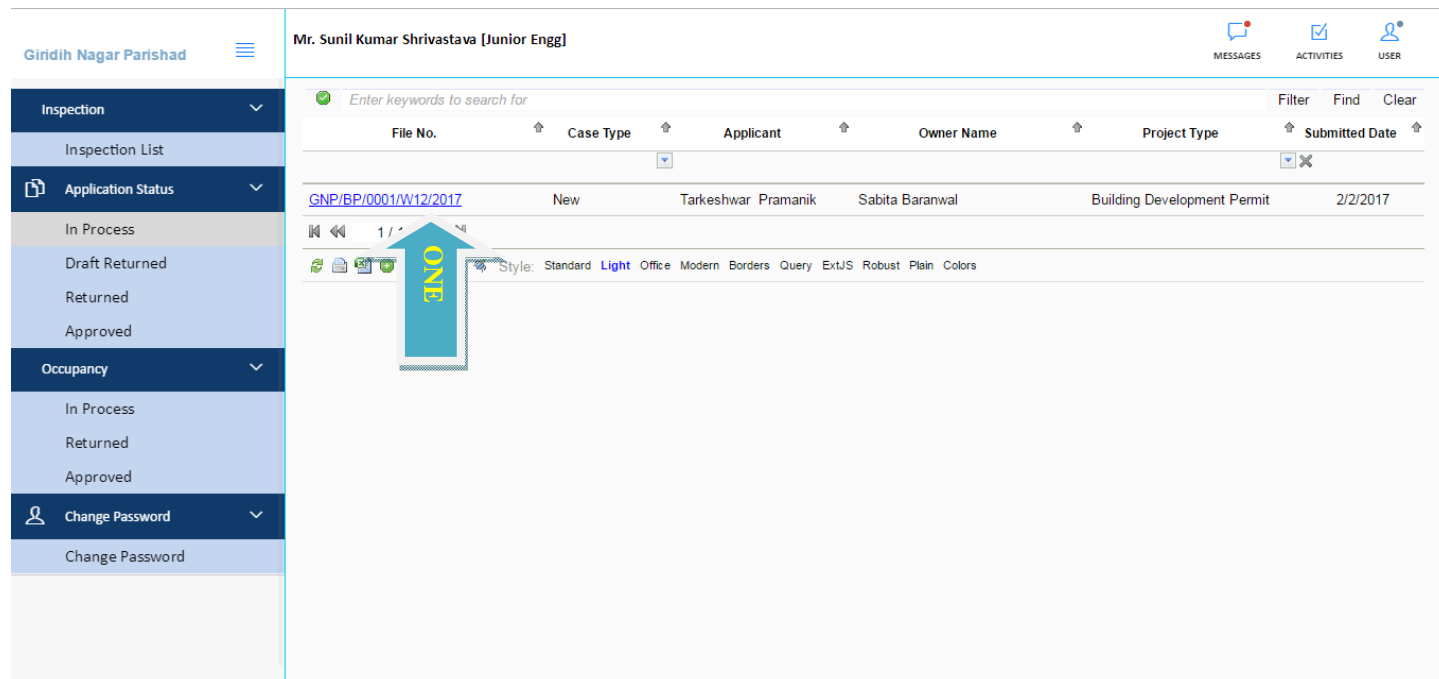 Giridih Nagar Parishad
Mr. Sunil Kumar Shrivastava [Junior Engg]
MESSAGES ACTIVITIES USER
Inspection
Inspection List
Application Status
In Process
Draft Returned
Returned
Approved
Occupancy
In Process
Returned
Approved
Change Password
Change Password
Enter keywords to search for Filter Find Clear
File No. Case Type Applicant Owner Name Project Type Submitted Date
GNP/BP/0001/W12/2017 New Tarkeshwar Pramanik Sabita Baranwal Building Development Permit 2/2/2017
1 /
Style: Standard Light Office Modern Borders Query ExtJS Robust Plain Colors
ONE